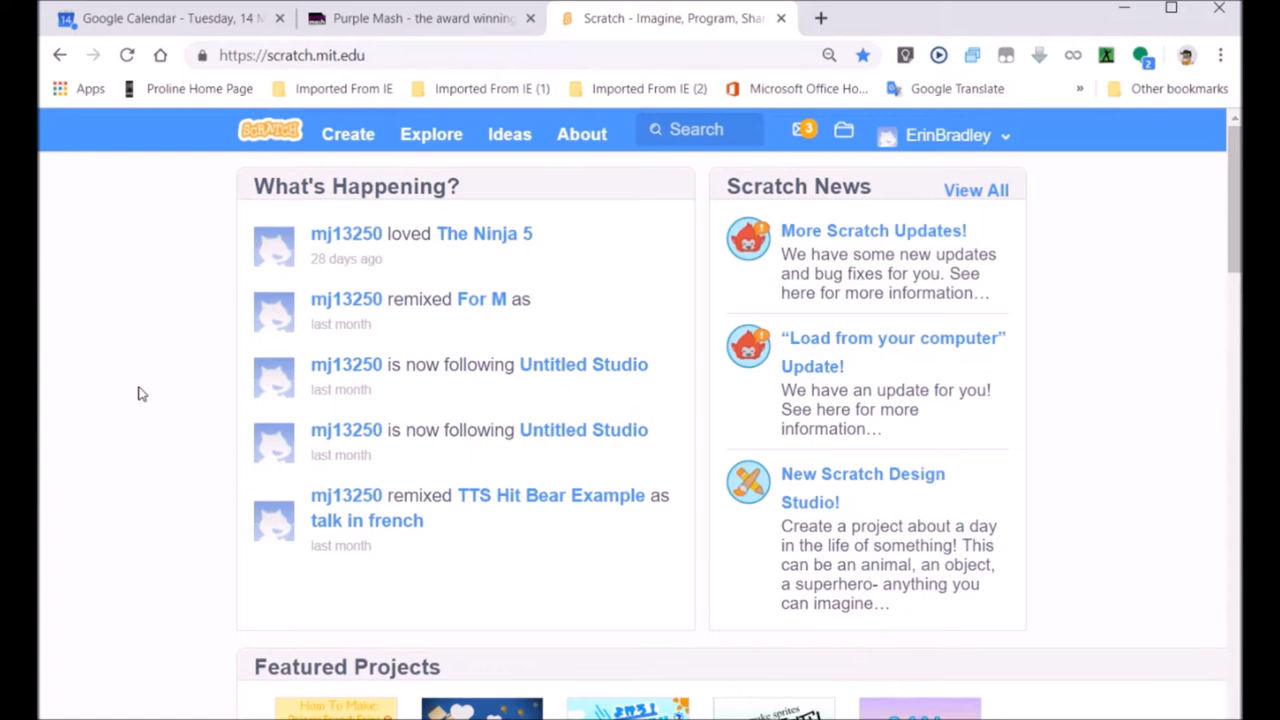 Google Calendar - Tuesday, 14 M
Purple Mash - the award winning
Scratch - Imagine, Program, Shar
https://scratch.mit.edu
2
Apps
Proline Home Page
Imported From IE
Imported From IE (1)
Imported From IE (2)
Microsoft Office Ho...
Google Translate
»
Other bookmarks
SCRATCH
Create
Explore
Ideas
About
Search
3
ErinBradley
What's Happening?
mj13250 loved The Ninja 5
28 days ago
mj13250 remixed For M as
last month
mj13250 is now following Untitled Studio
last month
mj13250 is now following Untitled Studio
last month
mj13250 remixed TTS Hit Bear Example as
talk in french
last month
Scratch News
View All
More Scratch Updates!
We have some new updates
and bug fixes for you. See
here for more information…
“Load from your computer”
Update!
We have an update for you!
See here for more
information…
New Scratch Design
Studio!
Create a project about a day
in the life of something! This
can be an animal, an object,
a superhero- anything you
can imagine…
Featured Projects
How To Make:
make sprites